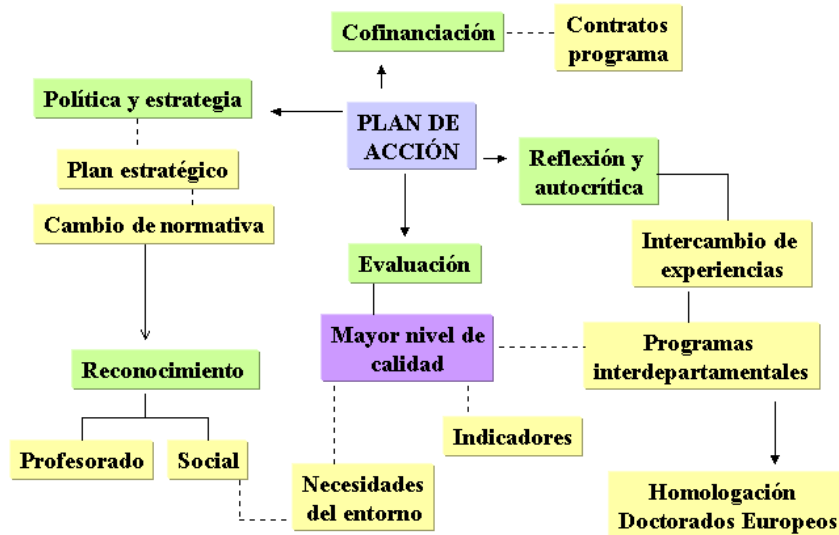 Cofinanciación
Contratos
programa
Política y estrategia
PLAN DE
ACCIÓN
Plan estratégico
Reflexión y
autocrítica
Cambio de normativa
Intercambio de
experiencias
Evaluación
Mayor nivel de
calidad
Programas
interdepartamentales
Reconocimiento
Indicadores
Profesorado
Social
Necesidades
del entorno
Homologación
Doctorados Europeos